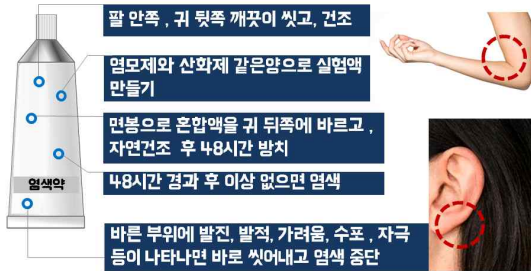 팔 안쪽 , 귀 뒷쪽 깨끗이 씻고, 건조
염모제와 산화제 같은양으로 실험액
만들기
면봉으로 혼합액을 귀 뒤쪽에 바르고 ,
자연건조 후 48시간 방치
염색약
48시간 경과 후 이상 없으면 염색
바른 부위에 발진, 발적, 가려움, 수포 , 자극
등이 나타나면 바로 씻어내고 염색 중단